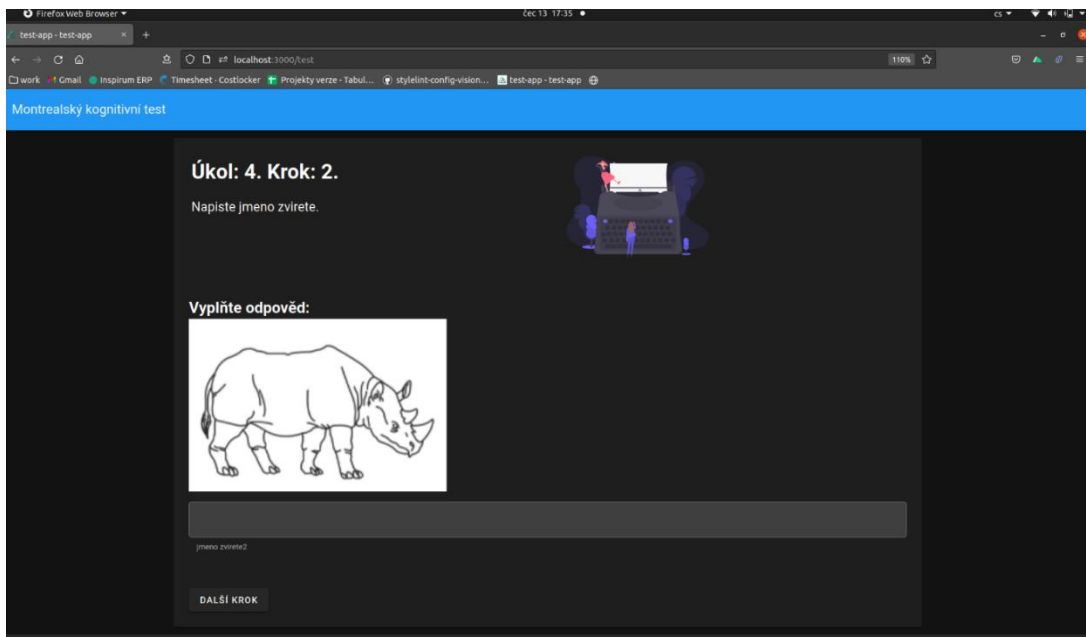 Firefox Web Browser
čec 13 17:35
cs
test-app - test-app
localhost:3000/test
110%
work
Gmail
Inspirum ERP
Timesheet · Costlocker
Projekty verze - Tabul...
stylelint-config-vision...
test-app - test-app
Montrealský kognitivní test
Úkol: 4. Krok: 2.
Napiste jmeno zvirete.
Vyplňte odpověd:
jmeno zvirete2
DALŠÍ KROK